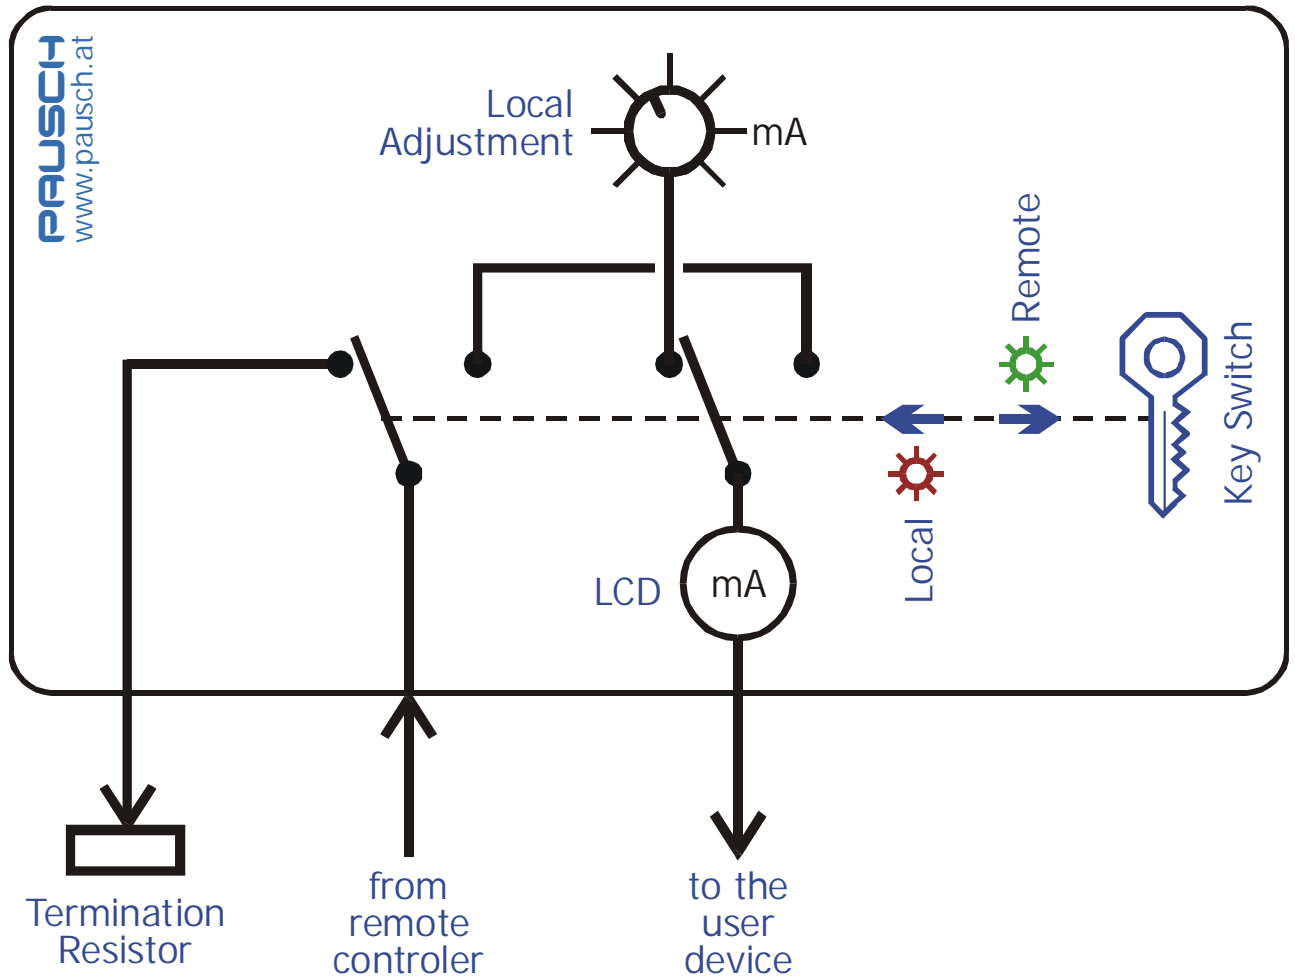 PAUSCH
www.pausch.at
Local
Adjustment
mA
Remote
Key Switch
Local
LCD
mA
Termination
Resistor
from
remote
controler
to the
user
device